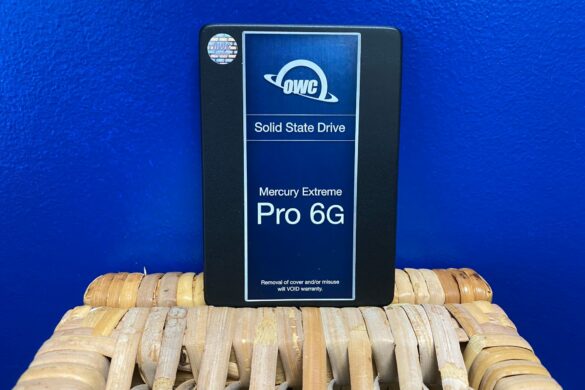 OWC
Solid State Drive
Mercury Extreme
Pro 6G
Removal of cover and/or misuse
will VOID warranty.